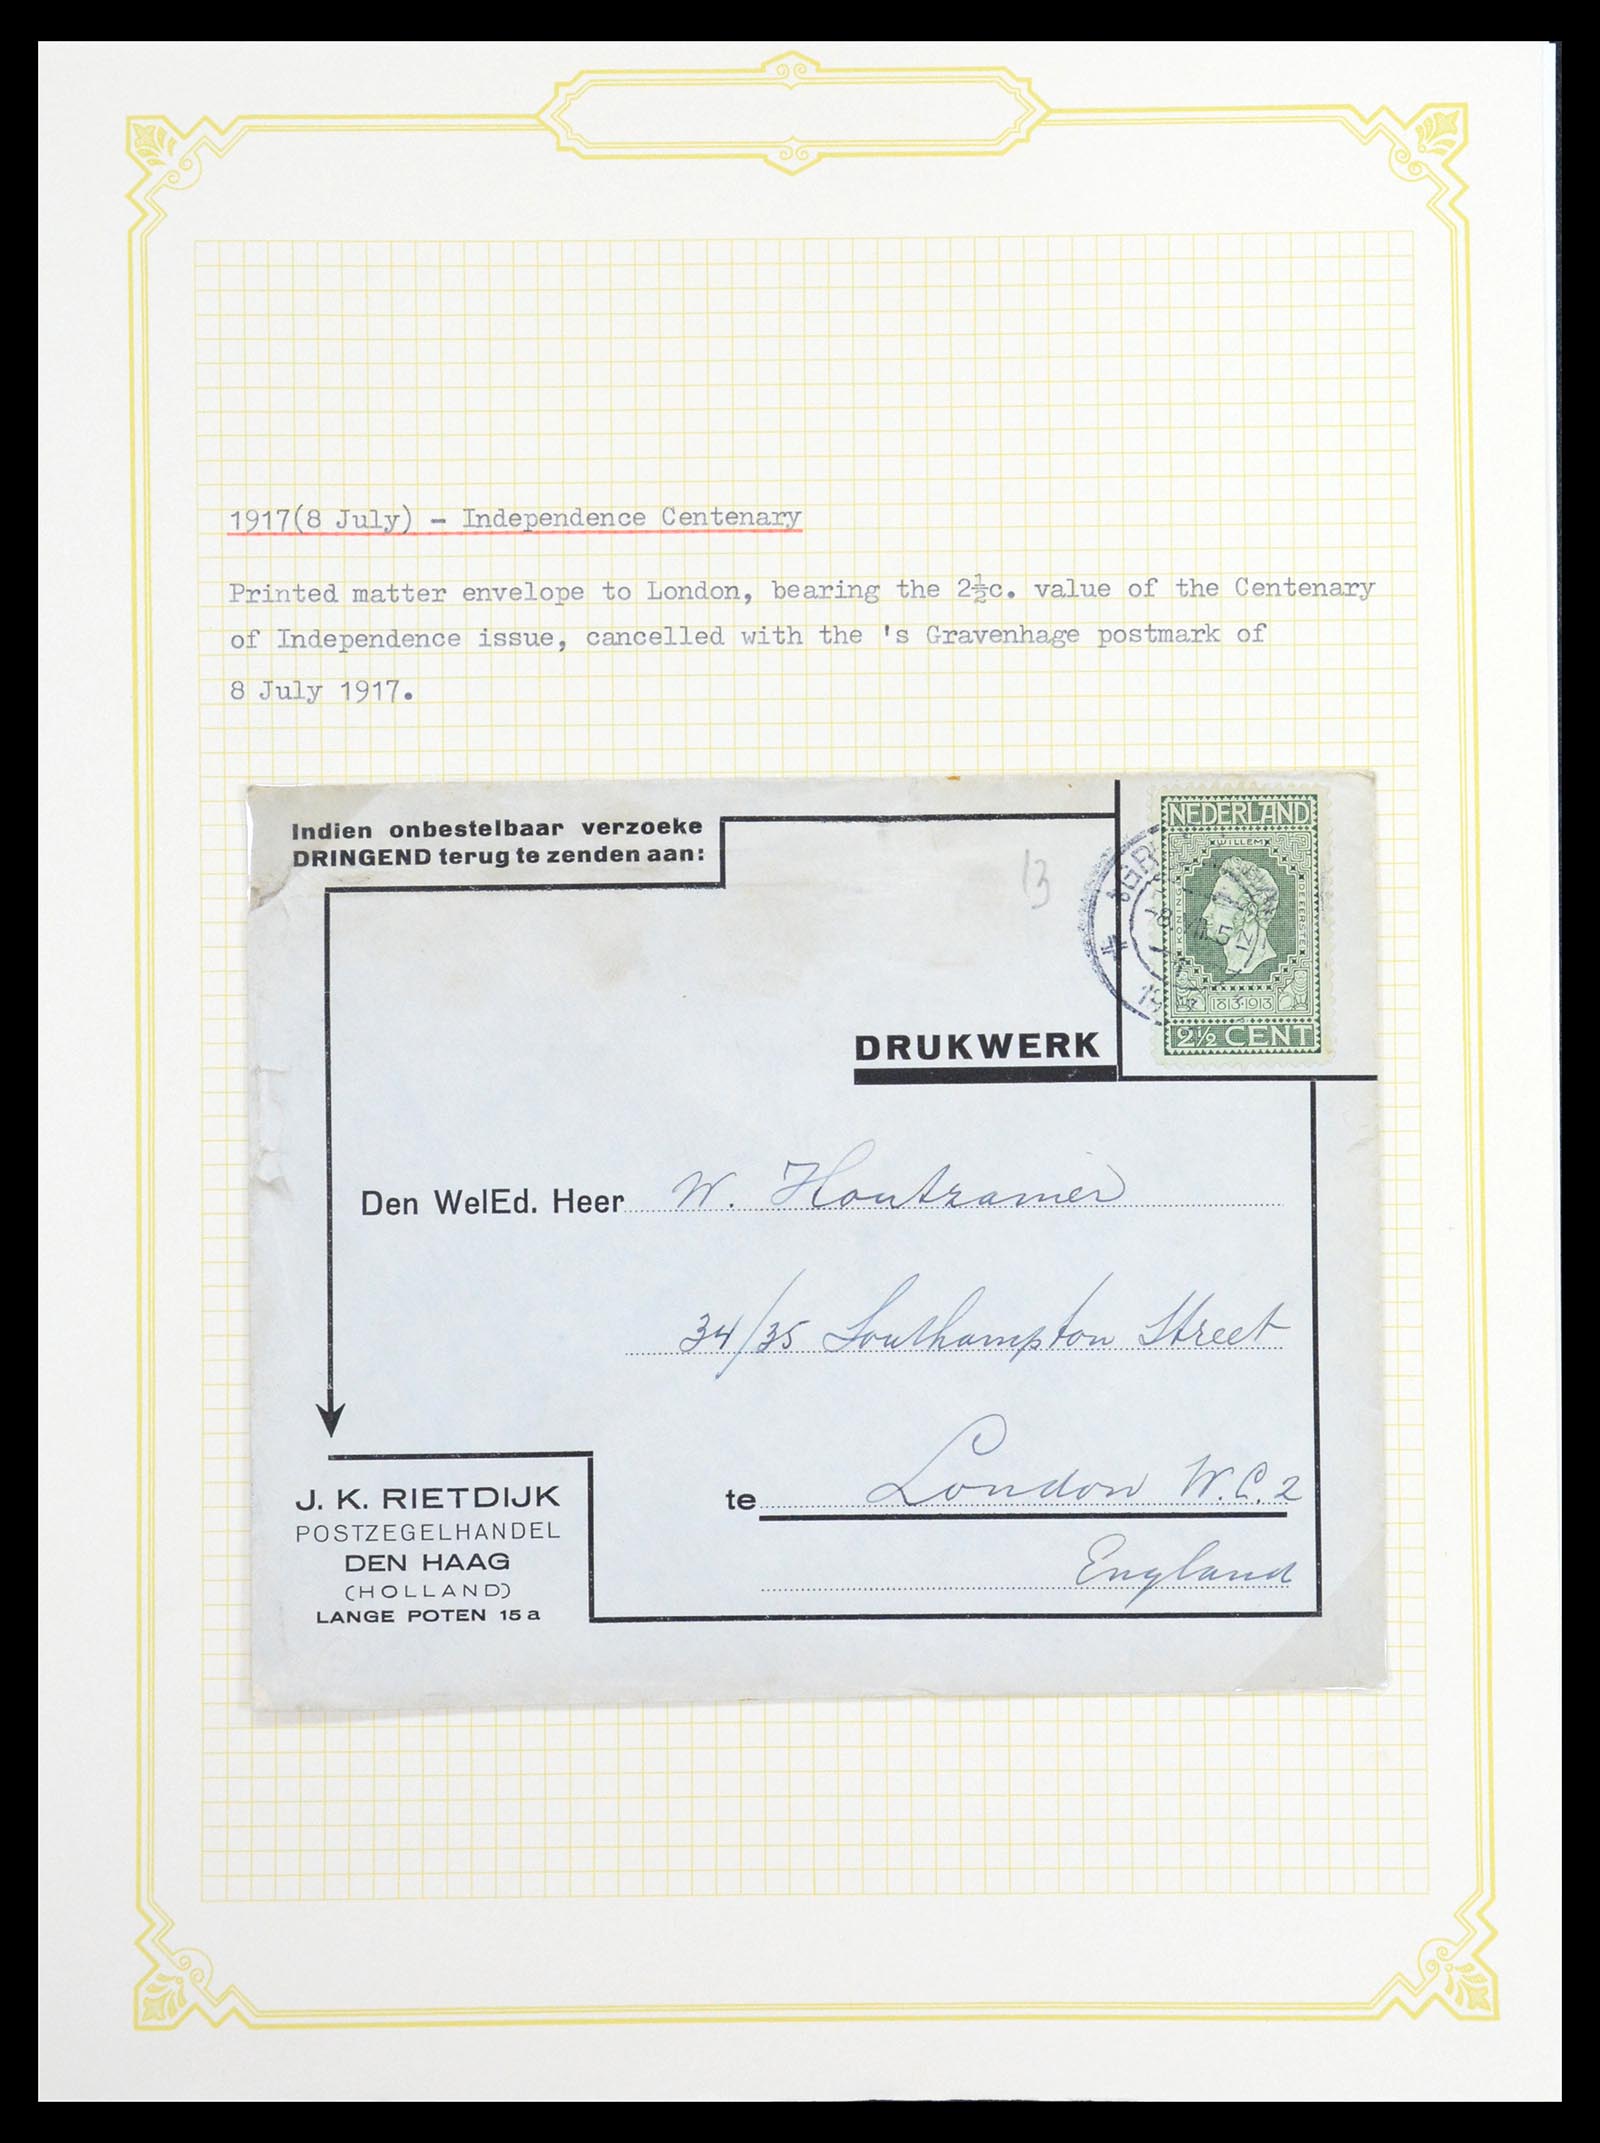 1917(8 July) - Independence Centenary
Printed matter envelope to London, bearing the 2½c. value of the Centenary
of Independence issue, cancelled with the 's Gravenhage postmark of
8 July 1917.
Indien onbestelbaar verzoeke
DRINGEND terug te zenden aan:
13
NEDERLAND
WILLEM
KONING
DE EERSTE
1813·1913
2½ CENT
DRUKWERK
Den WelEd. Heer W. Houtzamer
34/35 Southampton Street
te London W.C.2
England
J. K. RIETDIJK
POSTZEGELHANDEL
DEN HAAG
(HOLLAND)
LANGE POTEN 15a